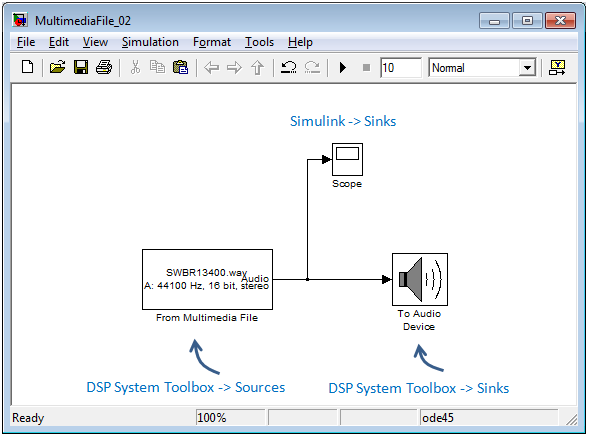 MultimediaFile_02
File Edit View Simulation Format Tools Help
10 Normal
Simulink -> Sinks
Scope
SWBR13400.wav
Audio
A: 44100 Hz, 16 bit, stereo
From Multimedia File
To Audio
Device
DSP System Toolbox -> Sources
DSP System Toolbox -> Sinks
Ready 100% ode45